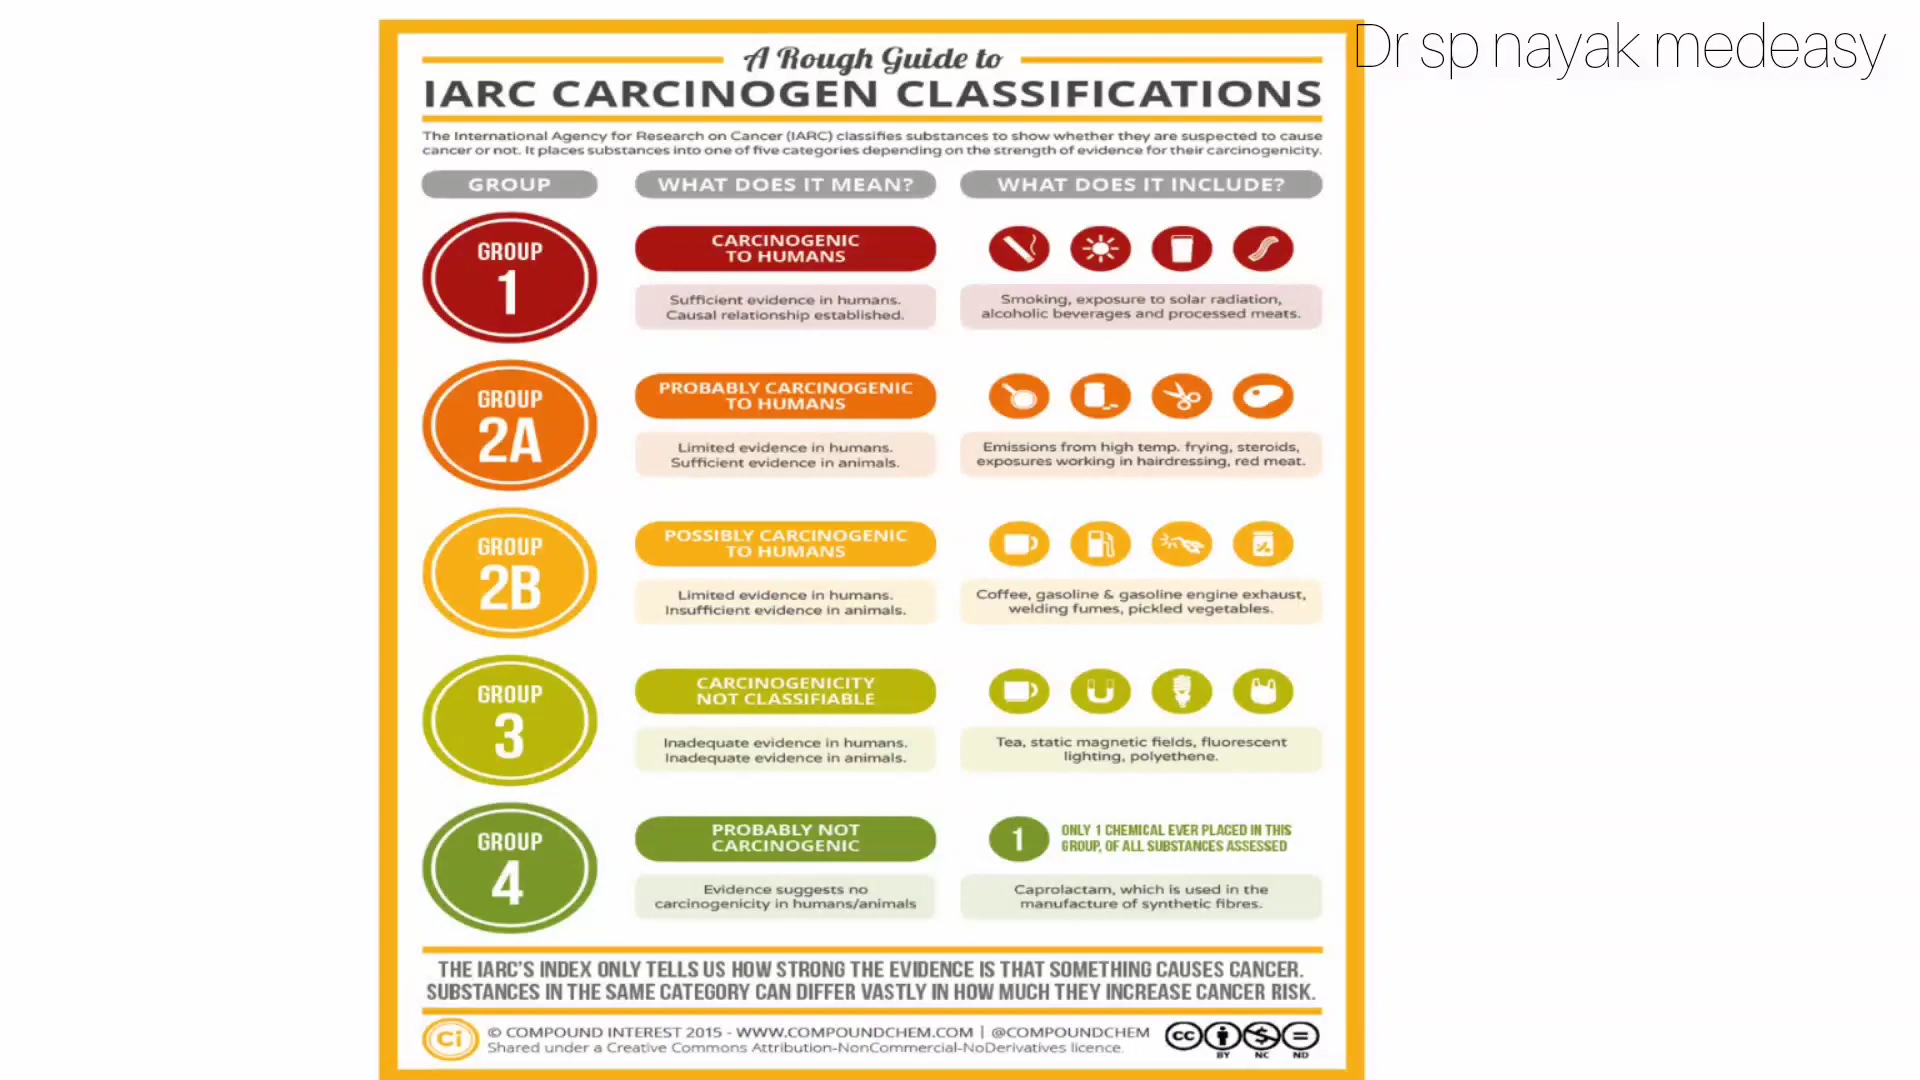 Dr sp nayak medeasy
A Rough Guide to
IARC CARCINOGEN CLASSIFICATIONS
The International Agency for Research on Cancer (IARC) classifies substances to show whether they are suspected to cause
cancer or not. It places substances into one of five categories depending on the strength of evidence for their carcinogenicity.
GROUP
WHAT DOES IT MEAN?
WHAT DOES IT INCLUDE?
GROUP
1
CARCINOGENIC
TO HUMANS
Sufficient evidence in humans.
Causal relationship established.
Smoking, exposure to solar radiation,
alcoholic beverages and processed meats.
GROUP
2A
PROBABLY CARCINOGENIC
TO HUMANS
Limited evidence in humans.
Sufficient evidence in animals.
Emissions from high temp. frying, steroids,
exposures working in hairdressing, red meat.
GROUP
2B
POSSIBLY CARCINOGENIC
TO HUMANS
Limited evidence in humans.
Insufficient evidence in animals.
Coffee, gasoline & gasoline engine exhaust,
welding fumes, pickled vegetables.
GROUP
3
CARCINOGENICITY
NOT CLASSIFIABLE
Inadequate evidence in humans.
Inadequate evidence in animals.
Tea, static magnetic fields, fluorescent
lighting, polyethene.
GROUP
4
PROBABLY NOT
CARCINOGENIC
Evidence suggests no
carcinogenicity in humans/animals
1
ONLY 1 CHEMICAL EVER PLACED IN THIS
GROUP, OF ALL SUBSTANCES ASSESSED
Caprolactam, which is used in the
manufacture of synthetic fibres.
THE IARC'S INDEX ONLY TELLS US HOW STRONG THE EVIDENCE IS THAT SOMETHING CAUSES CANCER.
SUBSTANCES IN THE SAME CATEGORY CAN DIFFER VASTLY IN HOW MUCH THEY INCREASE CANCER RISK.
Ci
© COMPOUND INTEREST 2015 - WWW.COMPOUNDCHEM.COM | @COMPOUNDCHEM
Shared under a Creative Commons Attribution-NonCommercial-NoDerivatives licence.
cc
BY NC ND